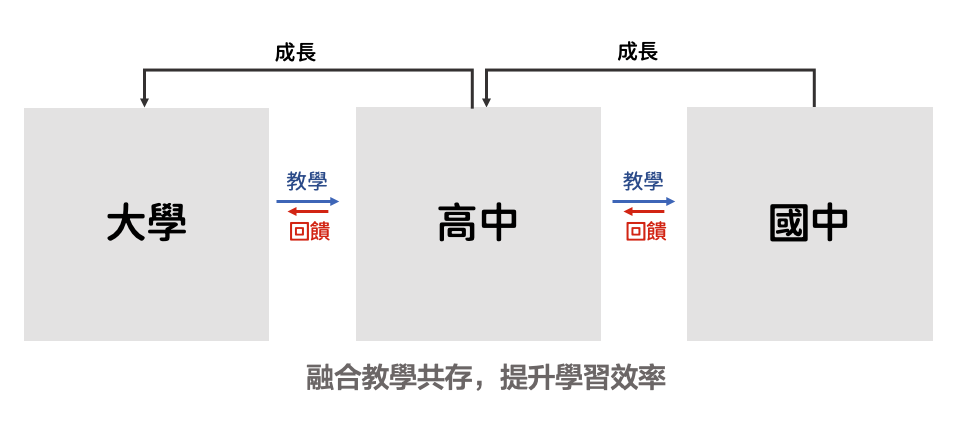 成長
成長
教學
教學
大學
高中
國中
回饋
回饋
融合教學共存，提升學習效率